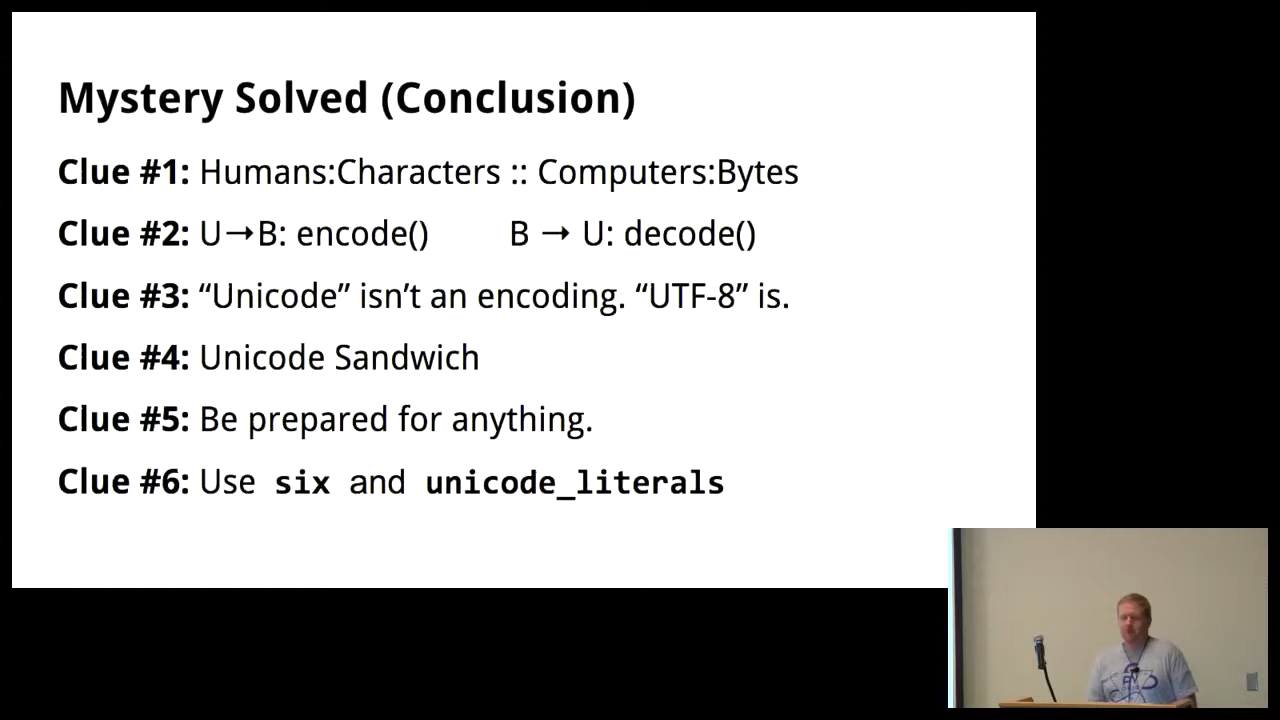 Mystery Solved (Conclusion)
Clue #1: Humans:Characters :: Computers:Bytes
Clue #2: U→B: encode() B → U: decode()
Clue #3: “Unicode” isn’t an encoding. “UTF-8” is.
Clue #4: Unicode Sandwich
Clue #5: Be prepared for anything.
Clue #6: Use six and unicode_literals